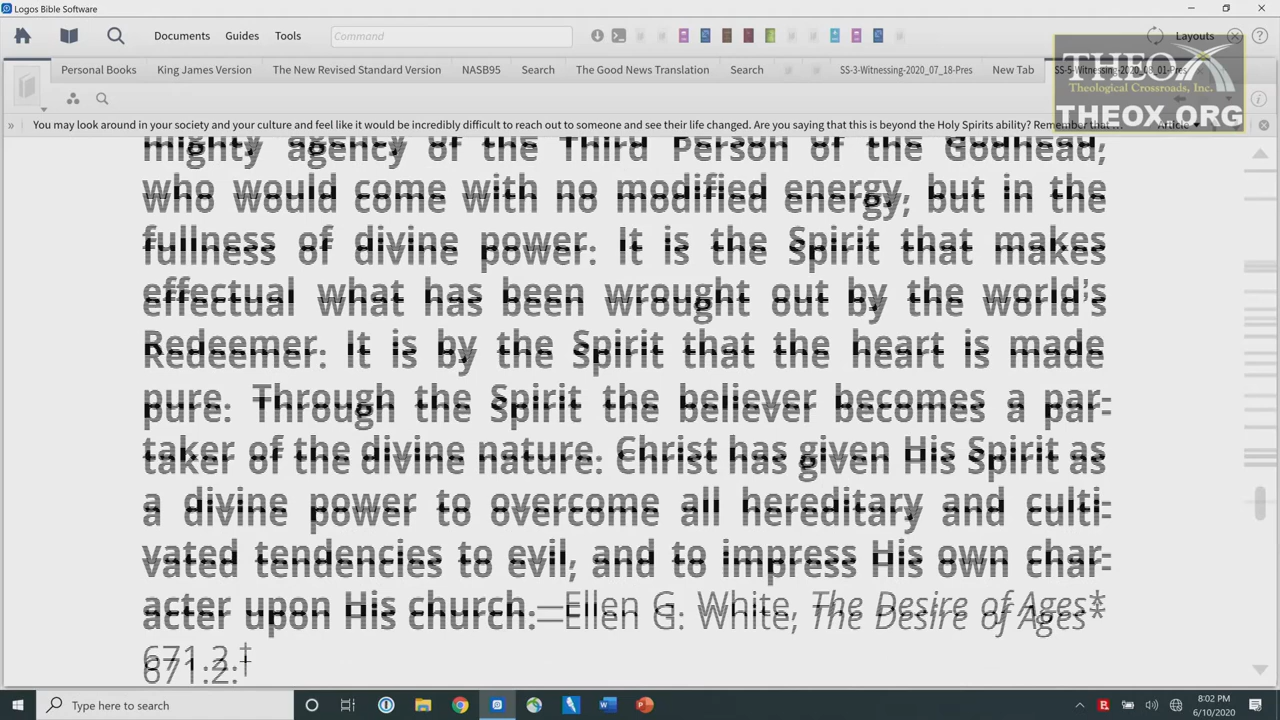 Logos Bible Software
Documents Guides Tools Command Layouts
Personal Books King James Version The New Revised Standard Ver NASB95 Search The Good News Translation Search SS-3-Witnessing-2020_07_18-Pres New Tab SS-5-Witnessing-2020_08_01-Pres
THEO
Theological Crossroads, Inc.
THEOX.ORG
You may look around in your society and your culture and feel like it would be incredibly difficult to reach out to someone and see their life changed. Are you saying that this is beyond the Holy Spirits ability? Remember that ... Article
mighty agency of the Third Person of the Godhead,
who would come with no modified energy, but in the
fullness of divine power. It is the Spirit that makes
effectual what has been wrought out by the world's
Redeemer. It is by the Spirit that the heart is made
pure. Through the Spirit the believer becomes a par-
taker of the divine nature. Christ has given His Spirit as
a divine power to overcome all hereditary and culti-
vated tendencies to evil, and to impress His own char-
acter upon His church.—Ellen G. White, The Desire of Ages*
671.2.†
Type here to search
8:02 PM
6/10/2020